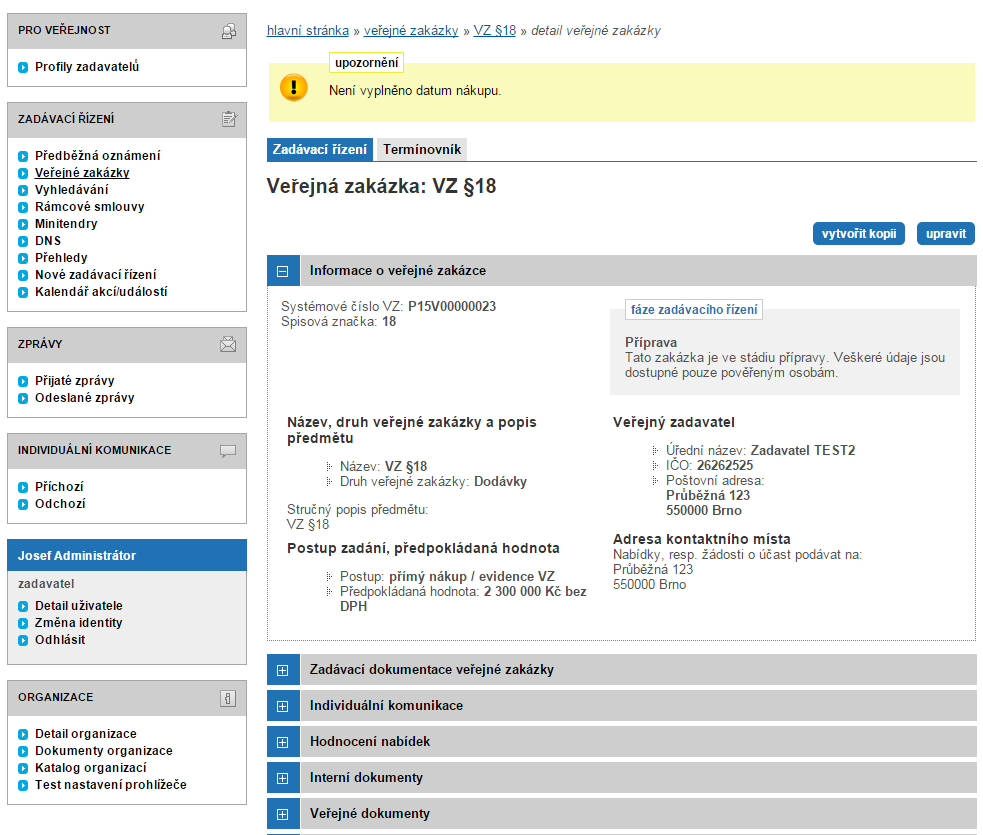 PRO VEŘEJNOST
Profily zadavatelů
ZADÁVACÍ ŘÍZENÍ
Předběžná oznámení
Veřejné zakázky
Vyhledávání
Rámcové smlouvy
Minitendry
DNS
Přehledy
Nové zadávací řízení
Kalendář akcí/událostí
ZPRÁVY
Přijaté zprávy
Odeslané zprávy
INDIVIDUÁLNÍ KOMUNIKACE
Příchozí
Odchozí
Josef Administrátor
zadavatel
Detail uživatele
Změna identity
Odhlásit
ORGANIZACE
Detail organizace
Dokumenty organizace
Katalog organizací
Test nastavení prohlížeče
hlavní stránka » veřejné zakázky » VZ §18 » detail veřejné zakázky
upozornění
Není vyplněno datum nákupu.
Zadávací řízení Termínovník
Veřejná zakázka: VZ §18
vytvořit kopii upravit
Informace o veřejné zakázce
Systémové číslo VZ: P15V00000023
Spisová značka: 18
fáze zadávacího řízení
Příprava
Tato zakázka je ve stádiu přípravy. Veškeré údaje jsou
dostupné pouze pověřeným osobám.
Název, druh veřejné zakázky a popis
předmětu
Název: VZ §18
Druh veřejné zakázky: Dodávky
Stručný popis předmětu:
VZ §18
Postup zadání, předpokládaná hodnota
Postup: přímý nákup / evidence VZ
Předpokládaná hodnota: 2 300 000 Kč bez
DPH
Veřejný zadavatel
Úřední název: Zadavatel TEST2
IČO: 26262525
Poštovní adresa:
Průběžná 123
550000 Brno
Adresa kontaktního místa
Nabídky, resp. žádosti o účast podávat na:
Průběžná 123
550000 Brno
Zadávací dokumentace veřejné zakázky
Individuální komunikace
Hodnocení nabídek
Interní dokumenty
Veřejné dokumenty